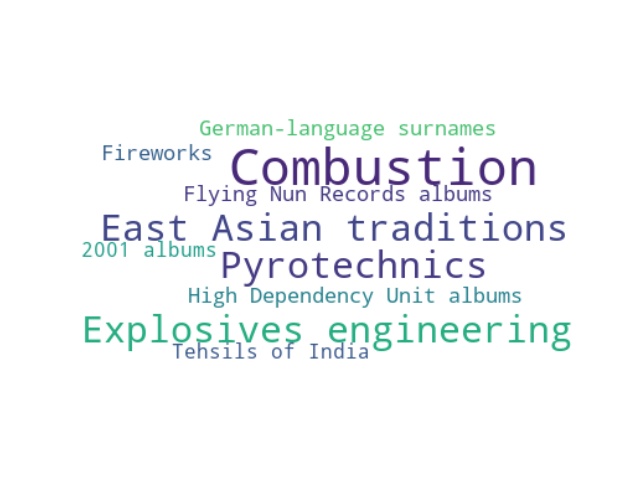 German-language surnames
Fireworks
Combustion
Flying Nun Records albums
East Asian traditions
2001 albums
Pyrotechnics
High Dependency Unit albums
Explosives engineering
Tehsils of India